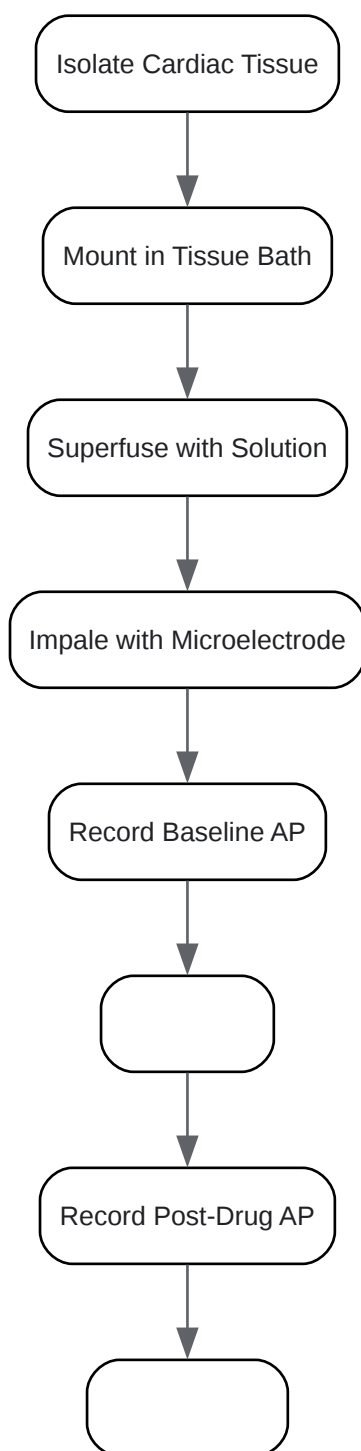 Isolate Cardiac Tissue
Mount in Tissue Bath
Superfuse with Solution
Impale with Microelectrode
Record Baseline AP
Record Post-Drug AP